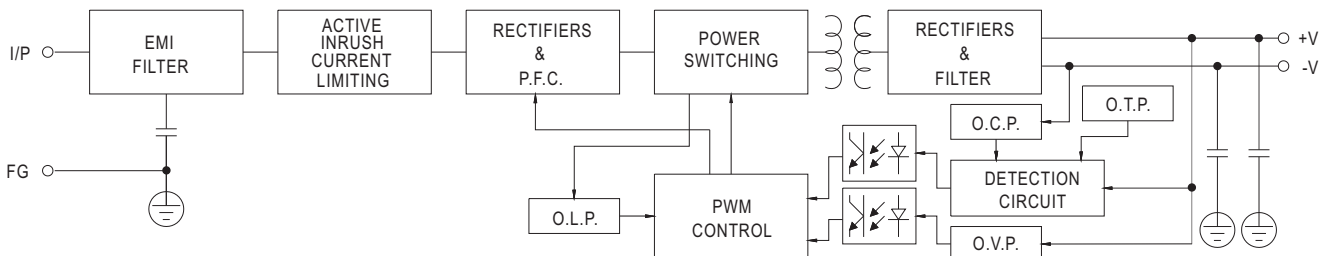 I/P
EMI
FILTER
ACTIVE
INRUSH
CURRENT
LIMITING
RECTIFIERS
&
P.F.C.
POWER
SWITCHING
RECTIFIERS
&
FILTER
+V
-V
O.C.P.
O.T.P.
FG
DETECTION
CIRCUIT
O.L.P.
PWM
CONTROL
O.V.P.